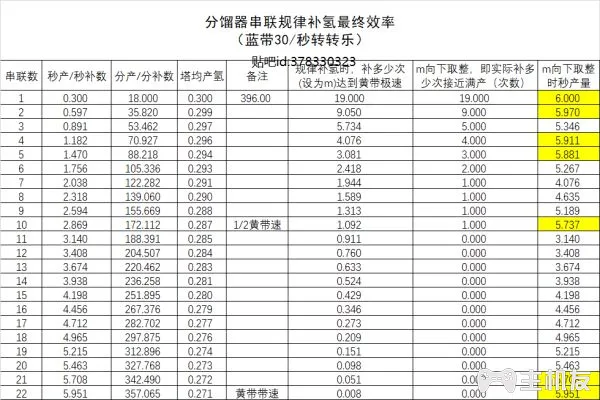 分馏器串联规律补氢最终效率
（蓝带30/秒转转乐）
贴吧id:378330323
串联数 秒产/秒补数 分产/分补数 塔均产氢 备注 规律补氢时，补多少次(设为m)达到黄带极速 m向下取整，即实际补多少次接近满产（次数） m向下取整时秒产量
1 0.300 18.000 0.300 396.00 19.000 19.000 6.000
2 0.597 35.820 0.299 9.050 9.000 5.970
3 0.891 53.462 0.297 5.734 5.000 5.346
4 1.182 70.927 0.296 4.076 4.000 5.911
5 1.470 88.218 0.294 3.081 3.000 5.881
6 1.756 105.336 0.293 2.418 2.000 5.267
7 2.038 122.282 0.291 1.944 1.000 4.076
8 2.318 139.060 0.290 1.589 1.000 4.635
9 2.594 155.669 0.288 1.313 1.000 5.189
10 2.869 172.112 0.287 1/2黄带速 1.092 1.000 5.737
11 3.140 188.391 0.285 0.911 0.000 3.140
12 3.408 204.507 0.284 0.760 0.000 3.408
13 3.674 220.462 0.283 0.633 0.000 3.674
14 3.938 236.258 0.281 0.524 0.000 3.938
15 4.198 251.895 0.280 0.429 0.000 4.198
16 4.456 267.376 0.279 0.346 0.000 4.456
17 4.712 282.702 0.277 0.273 0.000 4.712
18 4.965 297.875 0.276 0.209 0.000 4.965
19 5.215 312.896 0.274 0.151 0.000 5.215
20 5.463 327.768 0.273 0.098 0.000 5.463
21 5.708 342.490 0.272 0.051 0.000
22 5.951 357.065 0.271 黄带带速 0.008 0.000 5.951
主机友